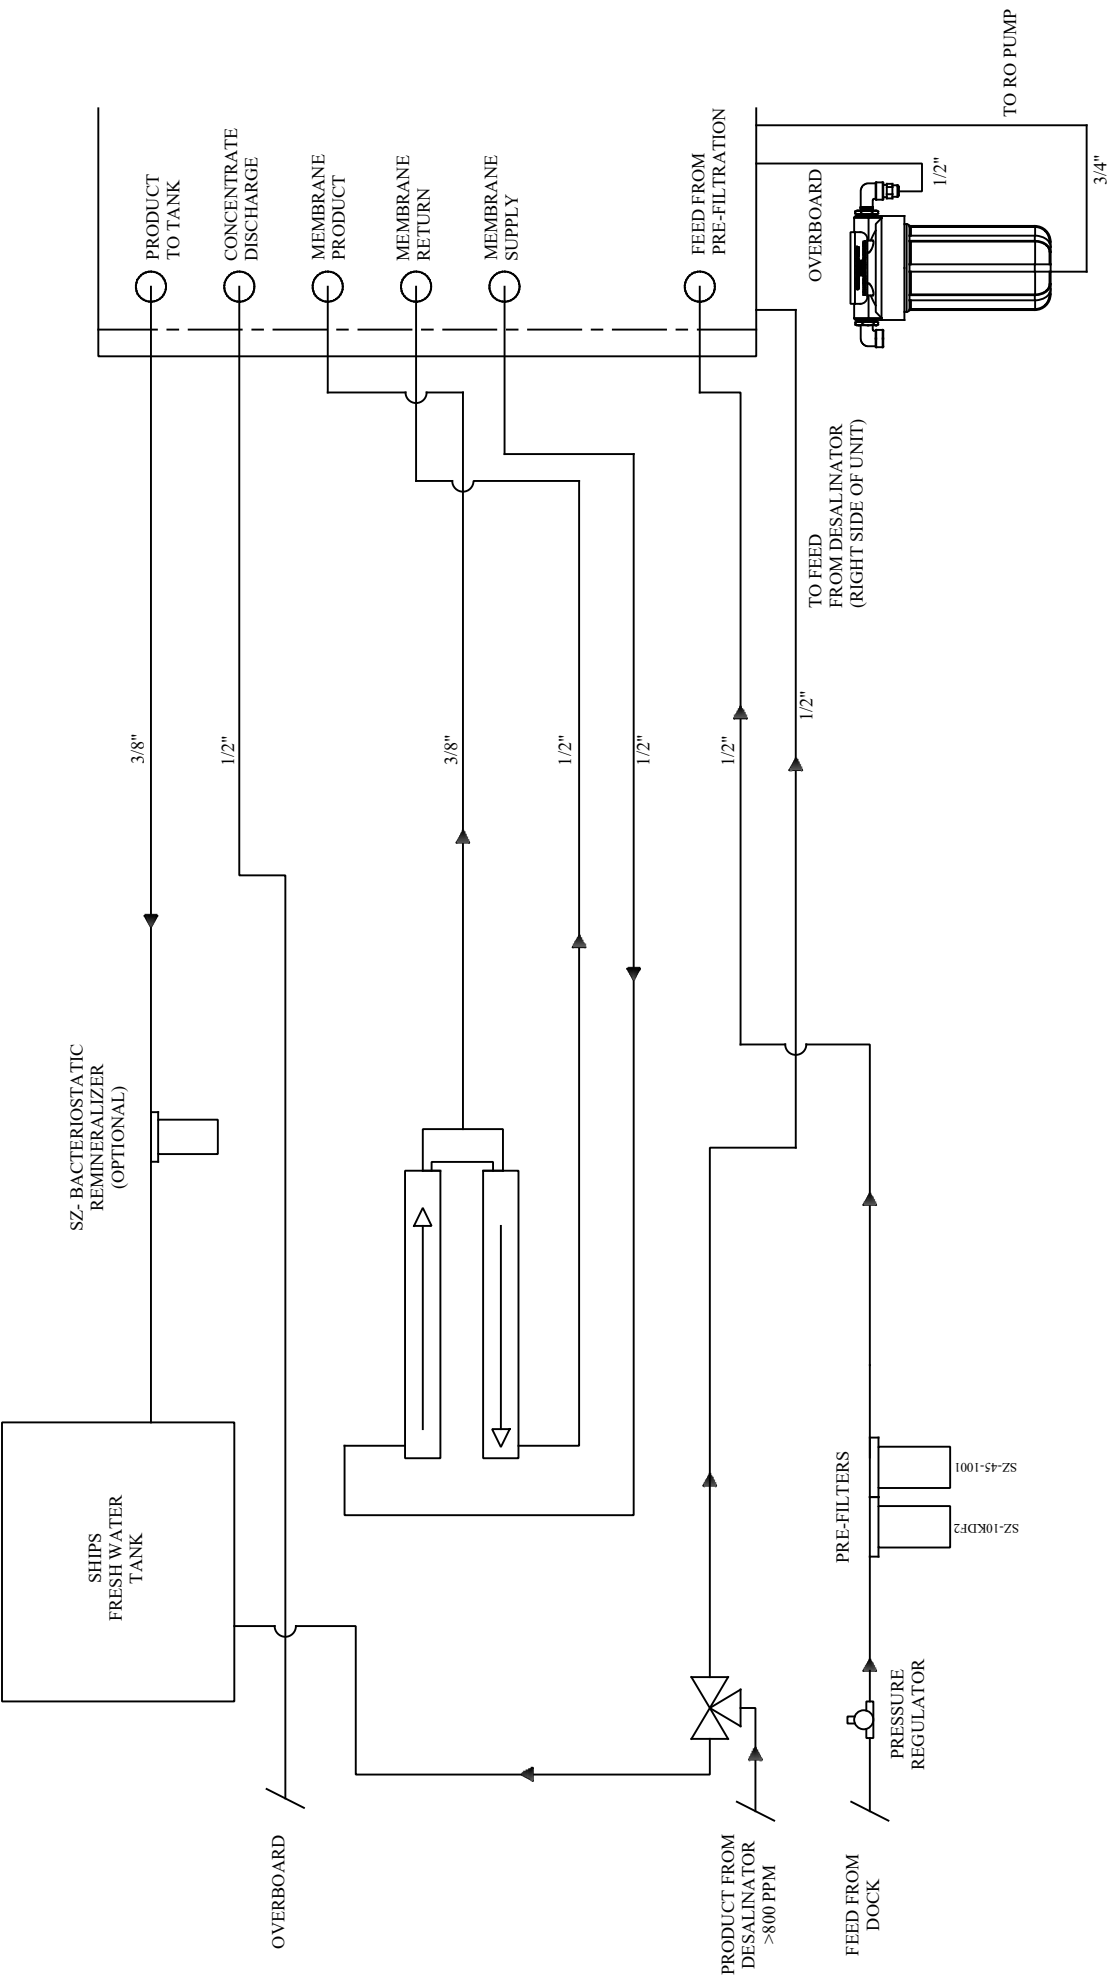 SHIPS
FRESH WATER
TANK
SZ- BACTERIOSTATIC
REMINERALIZER
(OPTIONAL)
3/8"
PRODUCT
TO TANK
OVERBOARD
1/2"
CONCENTRATE
DISCHARGE
3/8"
MEMBRANE
PRODUCT
1/2"
MEMBRANE
RETURN
1/2"
MEMBRANE
SUPPLY
PRODUCT FROM
DESALINATOR
>800 PPM
1/2"
FEED FROM
PRE-FILTRATION
1/2"
TO FEED
FROM DESALINATOR
(RIGHT SIDE OF UNIT)
OVERBOARD
1/2"
TO RO PUMP
3/4"
FEED FROM
DOCK
PRESSURE
REGULATOR
PRE-FILTERS
SZ-10KDF2
SZ-45-1001